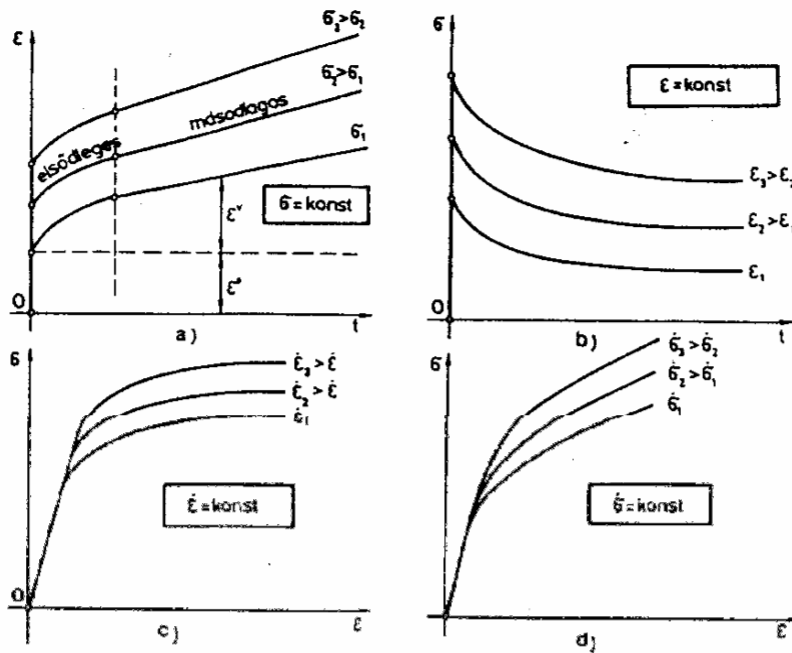 ε
σ₃>σ₂
σ₂>σ₁
másodlagos
elsődleges
σ₁
σ=konst
εᵛ
εᵉ
O
t
a)
σ
ε=konst
ε₃>ε₂
ε₂>ε₁
ε₁
O
t
b)
σ
ε̇₃>ε̇
ε̇₂>ε̇
ε̇₁
ε̇=konst
O
c)
ε
σ
σ̇₃>σ̇₂
σ̇₂>σ̇₁
σ̇₁
σ̇=konst
O
d)
ε